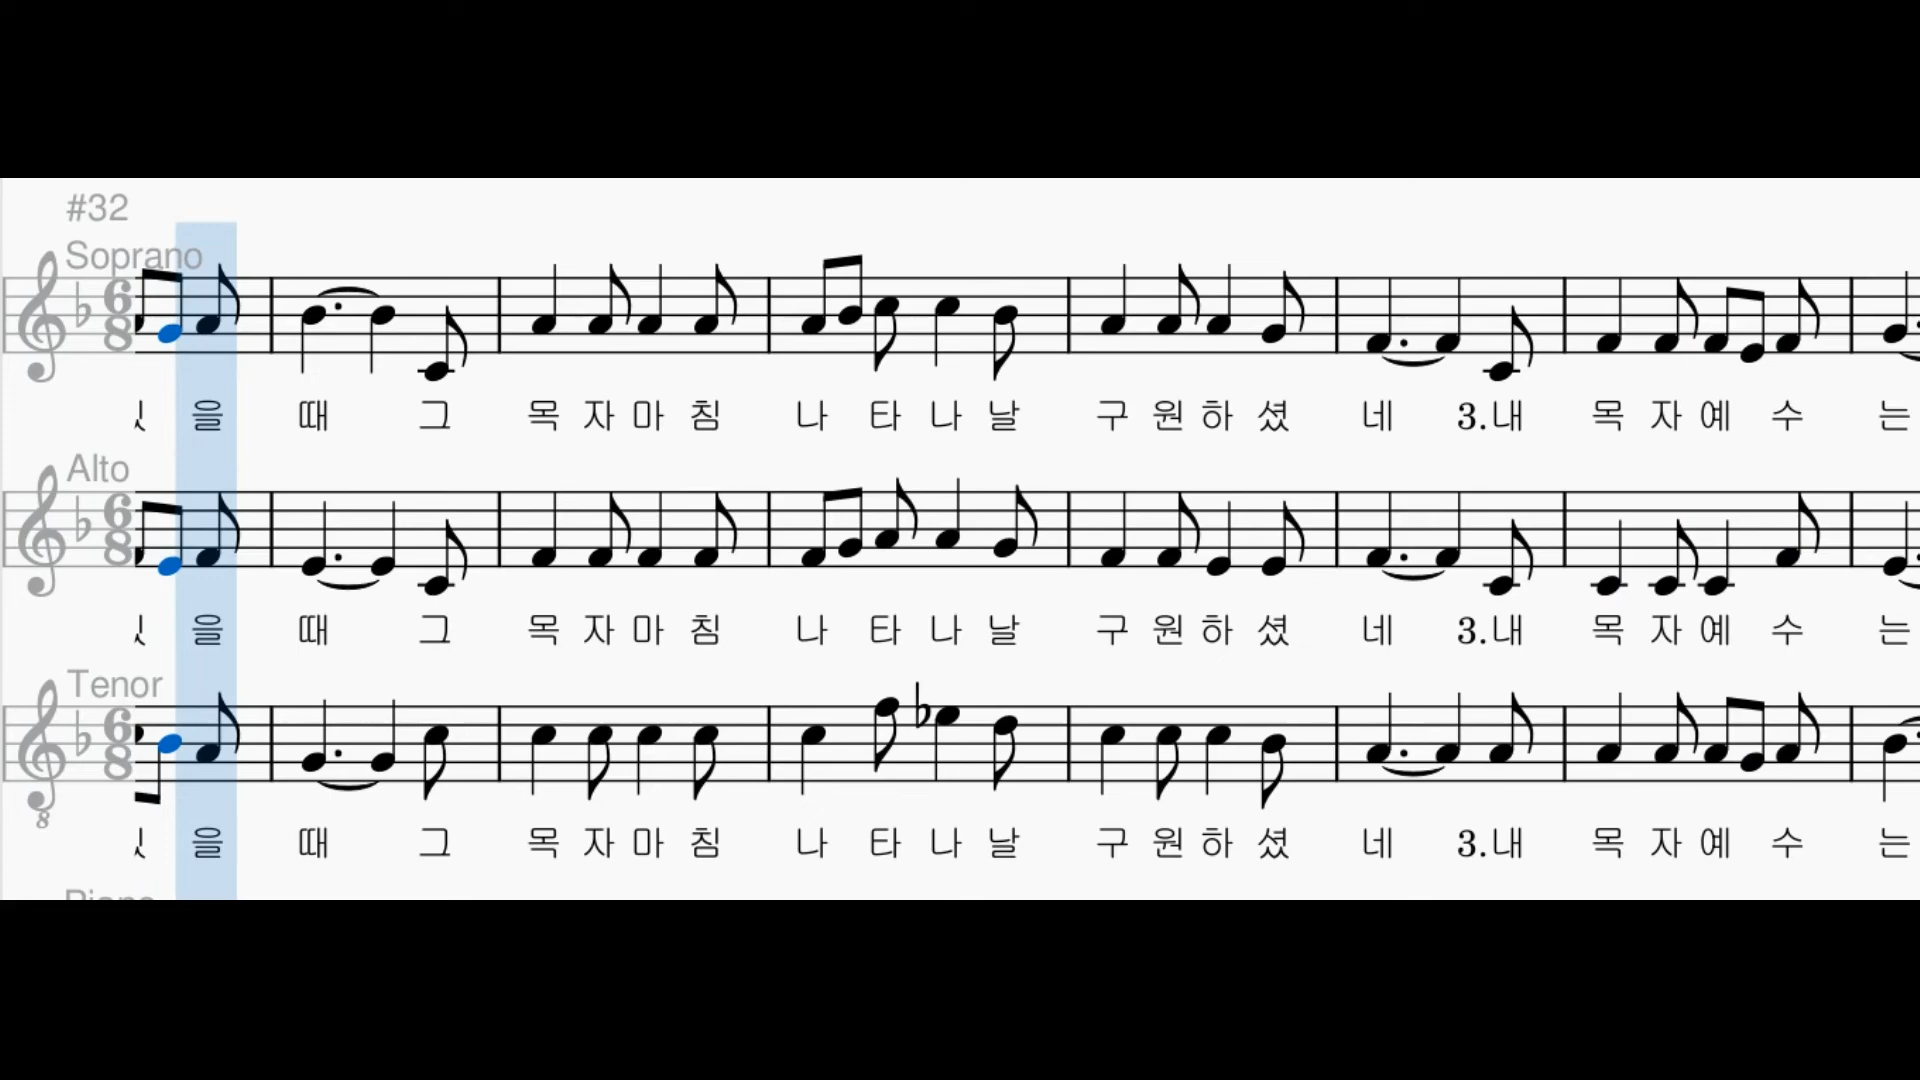 #32
Soprano
을 때 그 목 자 마 침 나 타 나 날 구 원 하 셨 네 3.내 목 자 예 수 는
Alto
을 때 그 목 자 마 침 나 타 나 날 구 원 하 셨 네 3.내 목 자 예 수 는
Tenor
을 때 그 목 자 마 침 나 타 나 날 구 원 하 셨 네 3.내 목 자 예 수 는